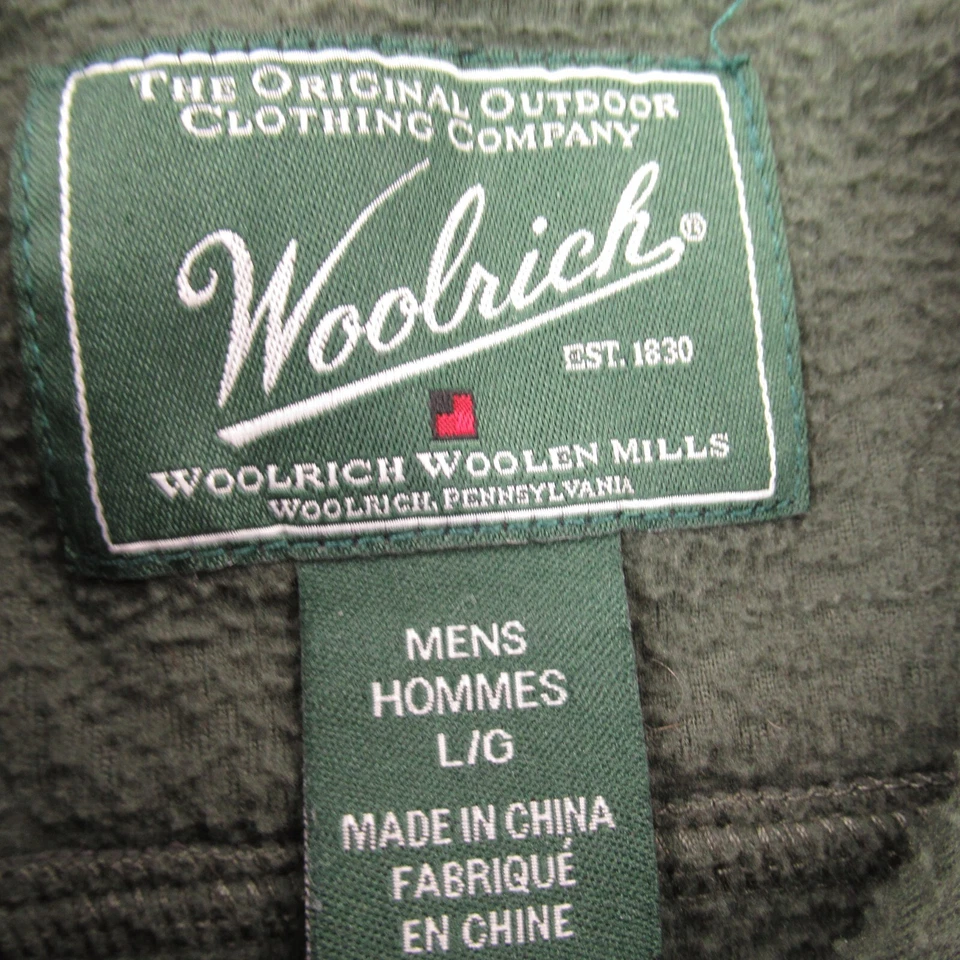 THE ORIGINAL OUTDOOR
CLOTHING COMPANY
Woolrich®
EST. 1830
WOOLRICH WOOLEN MILLS
WOOLRICH, PENNSYLVANIA
MENS
HOMMES
L/G
MADE IN CHINA
FABRIQUÉ
EN CHINE